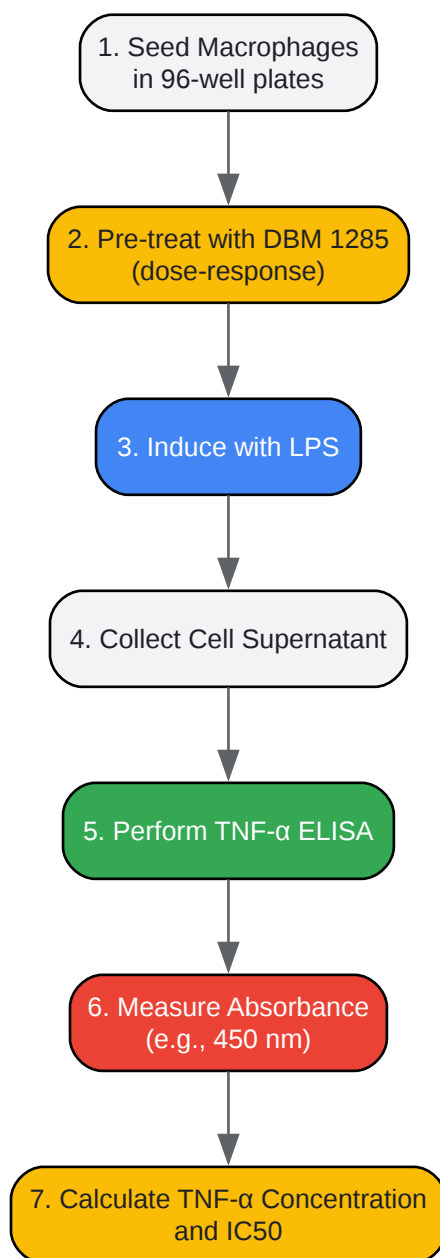 1. Seed Macrophages
in 96-well plates
2. Pre-treat with DBM 1285
(dose-response)
3. Induce with LPS
4. Collect Cell Supernatant
5. Perform TNF-α ELISA
6. Measure Absorbance
(e.g., 450 nm)
7. Calculate TNF-α Concentration
and IC50